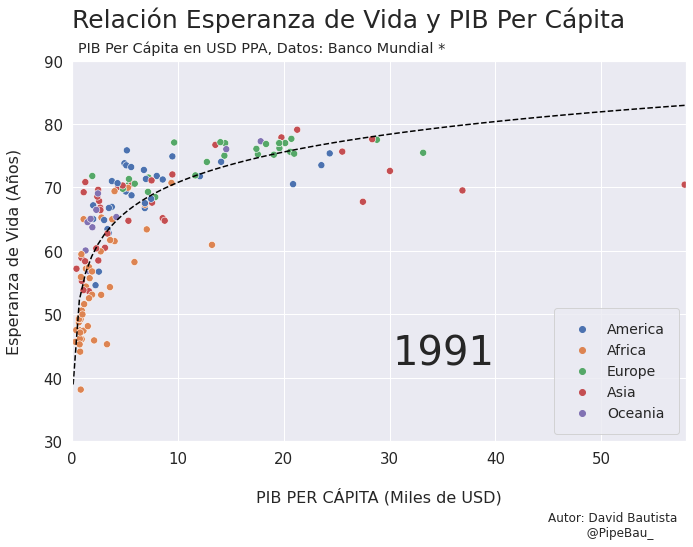 Relación Esperanza de Vida y PIB Per Cápita
PIB Per Cápita en USD PPA, Datos: Banco Mundial *
90
80
70
60
50
40
30
Esperanza de Vida (Años)
1991
America
Africa
Europe
Asia
Oceania
0 10 20 30 40 50
PIB PER CÁPITA (Miles de USD)
Autor: David Bautista
@PipeBau_